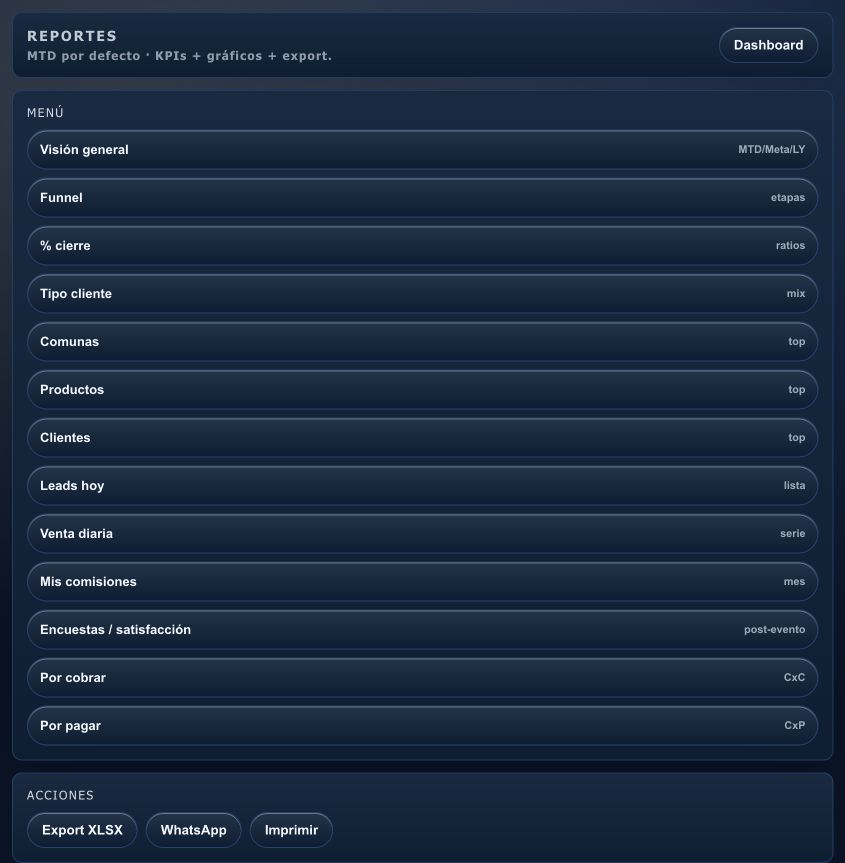 REPORTES
MTD por defecto · KPIs + gráficos + export.
Dashboard
MENÚ
Visión general MTD/Meta/LY
Funnel etapas
% cierre ratios
Tipo cliente mix
Comunas top
Productos top
Clientes top
Leads hoy lista
Venta diaria serie
Mis comisiones mes
Encuestas / satisfacción post-evento
Por cobrar CxC
Por pagar CxP
ACCIONES
Export XLSX WhatsApp Imprimir